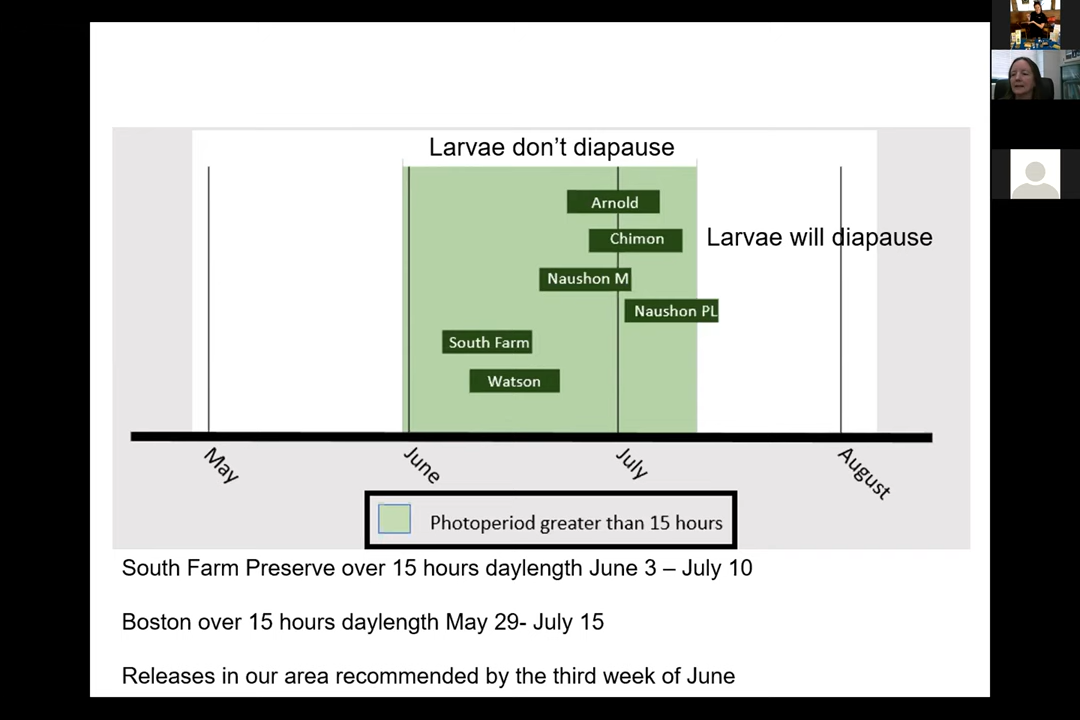 Larvae don't diapause
Arnold
Chimon
Larvae will diapause
Naushon M
Naushon PL
South Farm
Watson
May
June
July
August
Photoperiod greater than 15 hours
South Farm Preserve over 15 hours daylength June 3 – July 10
Boston over 15 hours daylength May 29- July 15
Releases in our area recommended by the third week of June